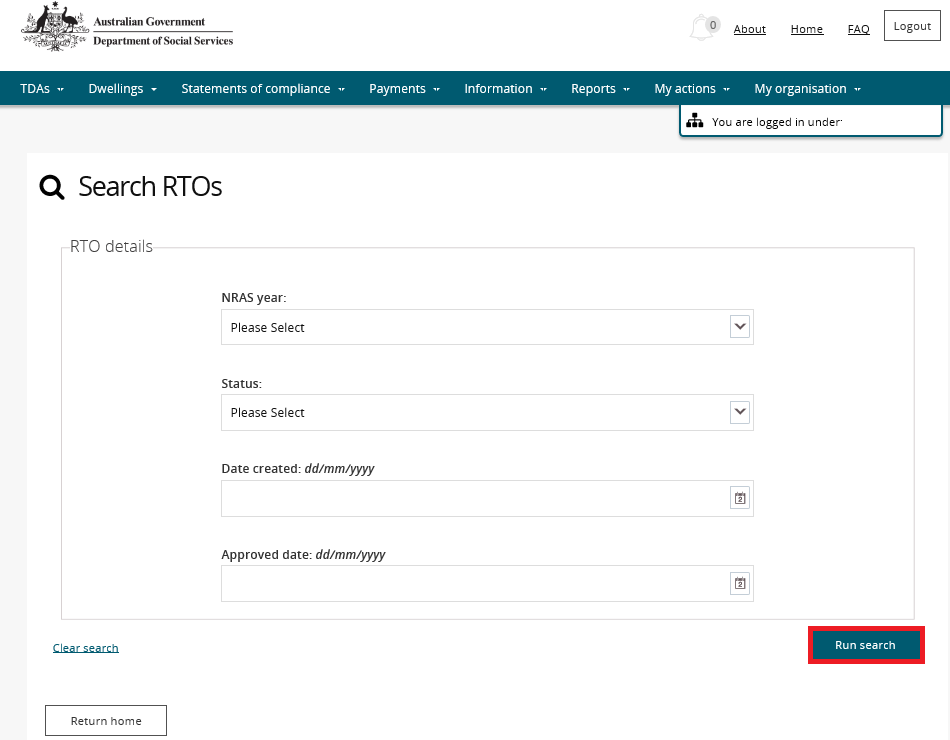 Australian Government
Department of Social Services
0
About Home FAQ Logout
TDAs Dwellings Statements of compliance Payments Information Reports My actions My organisation
You are logged in under:
Search RTOs
RTO details
NRAS year:
Please Select
Status:
Please Select
Date created: dd/mm/yyyy
2
Approved date: dd/mm/yyyy
2
Clear search
Run search
Return home